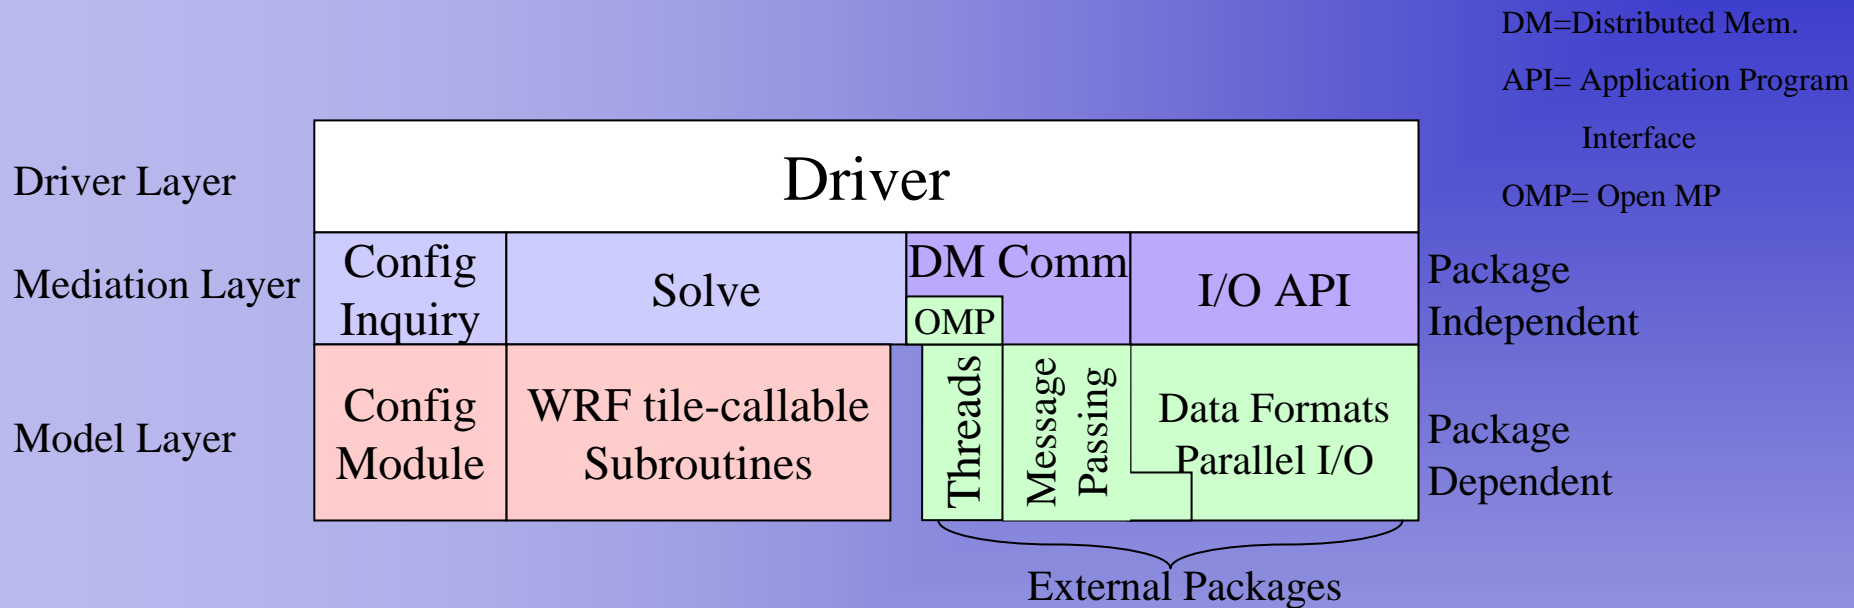 DM=Distributed Mem.
API= Application Program
Interface
OMP= Open MP
Driver Layer
Driver
Mediation Layer
Config
Inquiry
Solve
DM Comm
OMP
I/O API
Package
Independent
Model Layer
Config
Module
WRF tile-callable
Subroutines
Threads
Message
Passing
Data Formats
Parallel I/O
Package
Dependent
External Packages